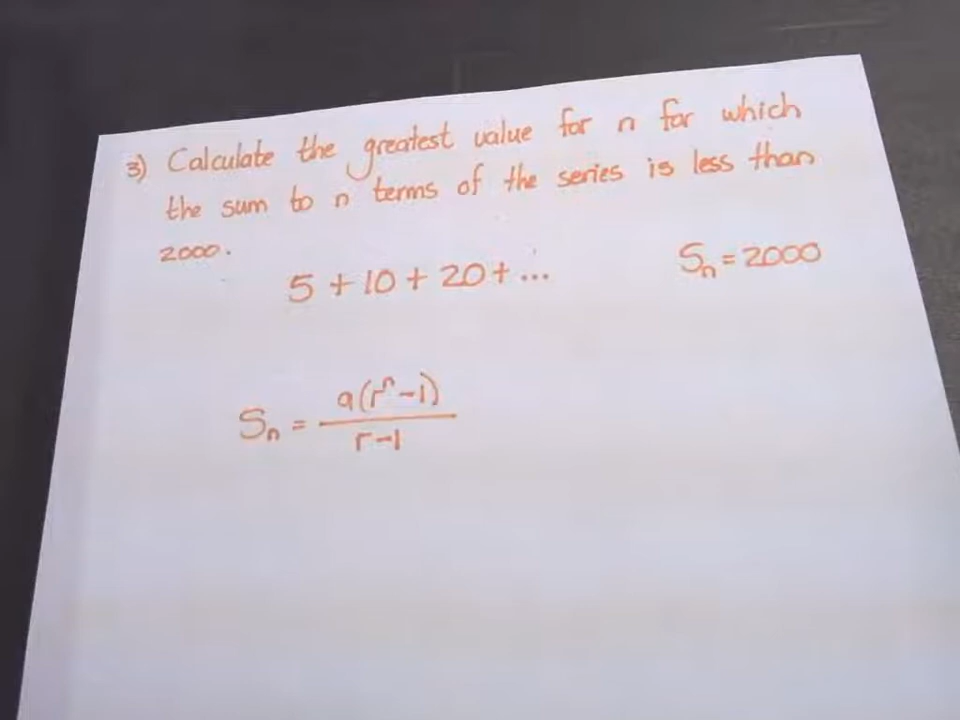 3) Calculate the greatest value for n for which
the sum to n terms of the series is less than
2000.
5 + 10 + 20 + ...
Sₙ = 2000
Sₙ = a(rⁿ-1)
r-1